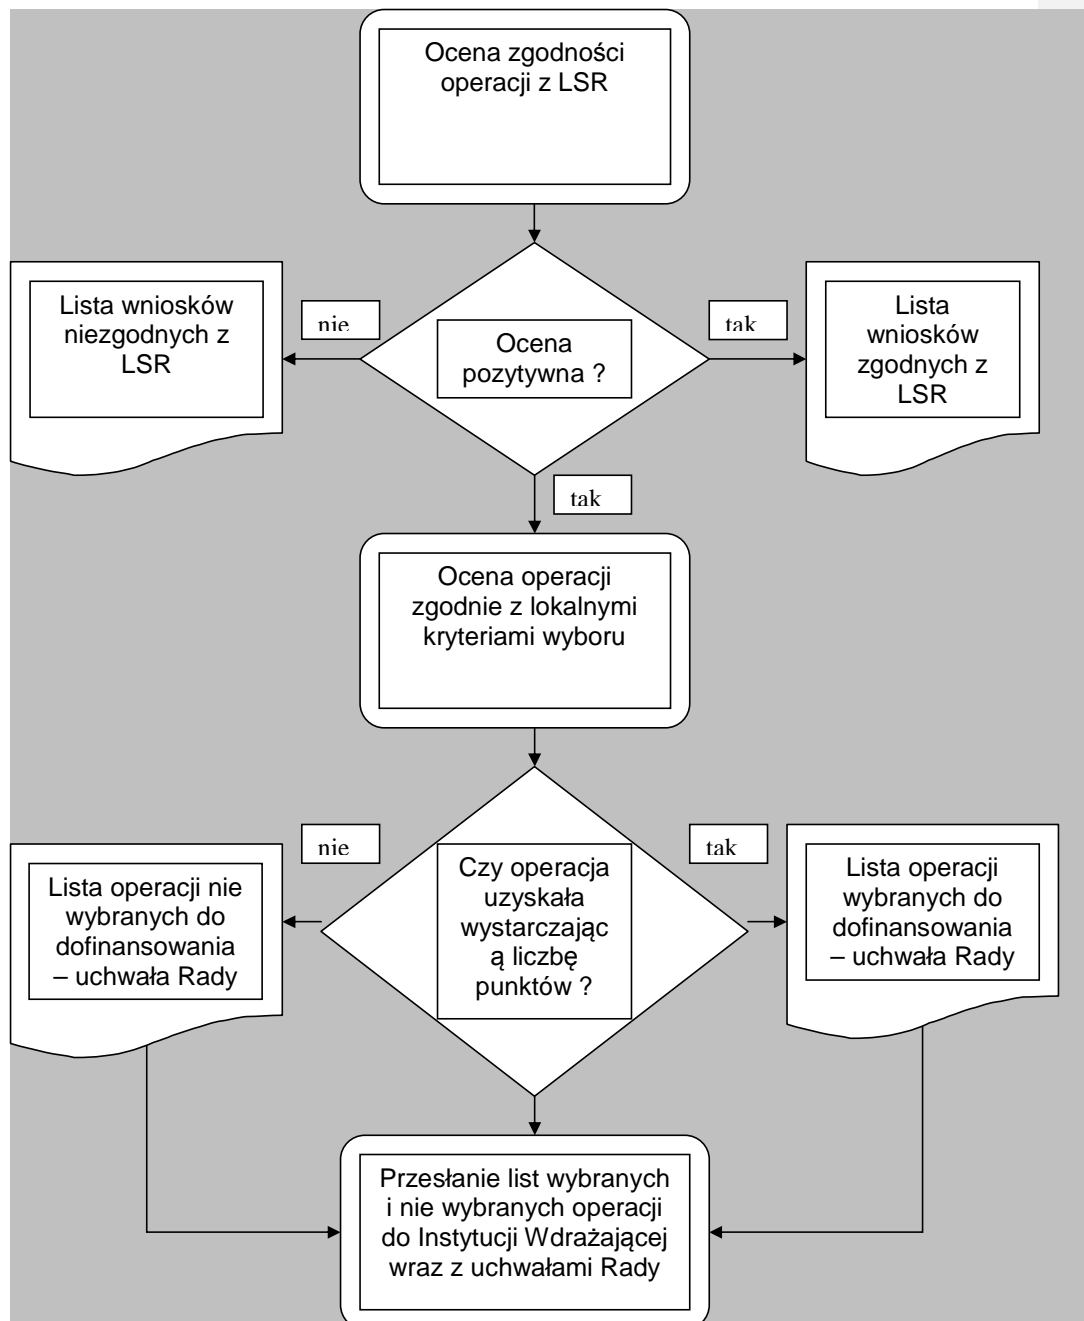 Ocena zgodności
operacji z LSR
Lista wniosków
niezgodnych z
LSR
nie
Ocena
pozytywna ?
tak
Lista
wniosków
zgodnych z
LSR
tak
Ocena operacji
zgodnie z lokalnymi
kryteriami wyboru
Lista operacji nie
wybranych do
dofinansowania
– uchwała Rady
nie
Czy operacja
uzyskała
wystarczając
ą liczbę
punktów ?
tak
Lista operacji
wybranych do
dofinansowania
– uchwała Rady
Przesłanie list wybranych
i nie wybranych operacji
do Instytucji Wdrażającej
wraz z uchwałami Rady